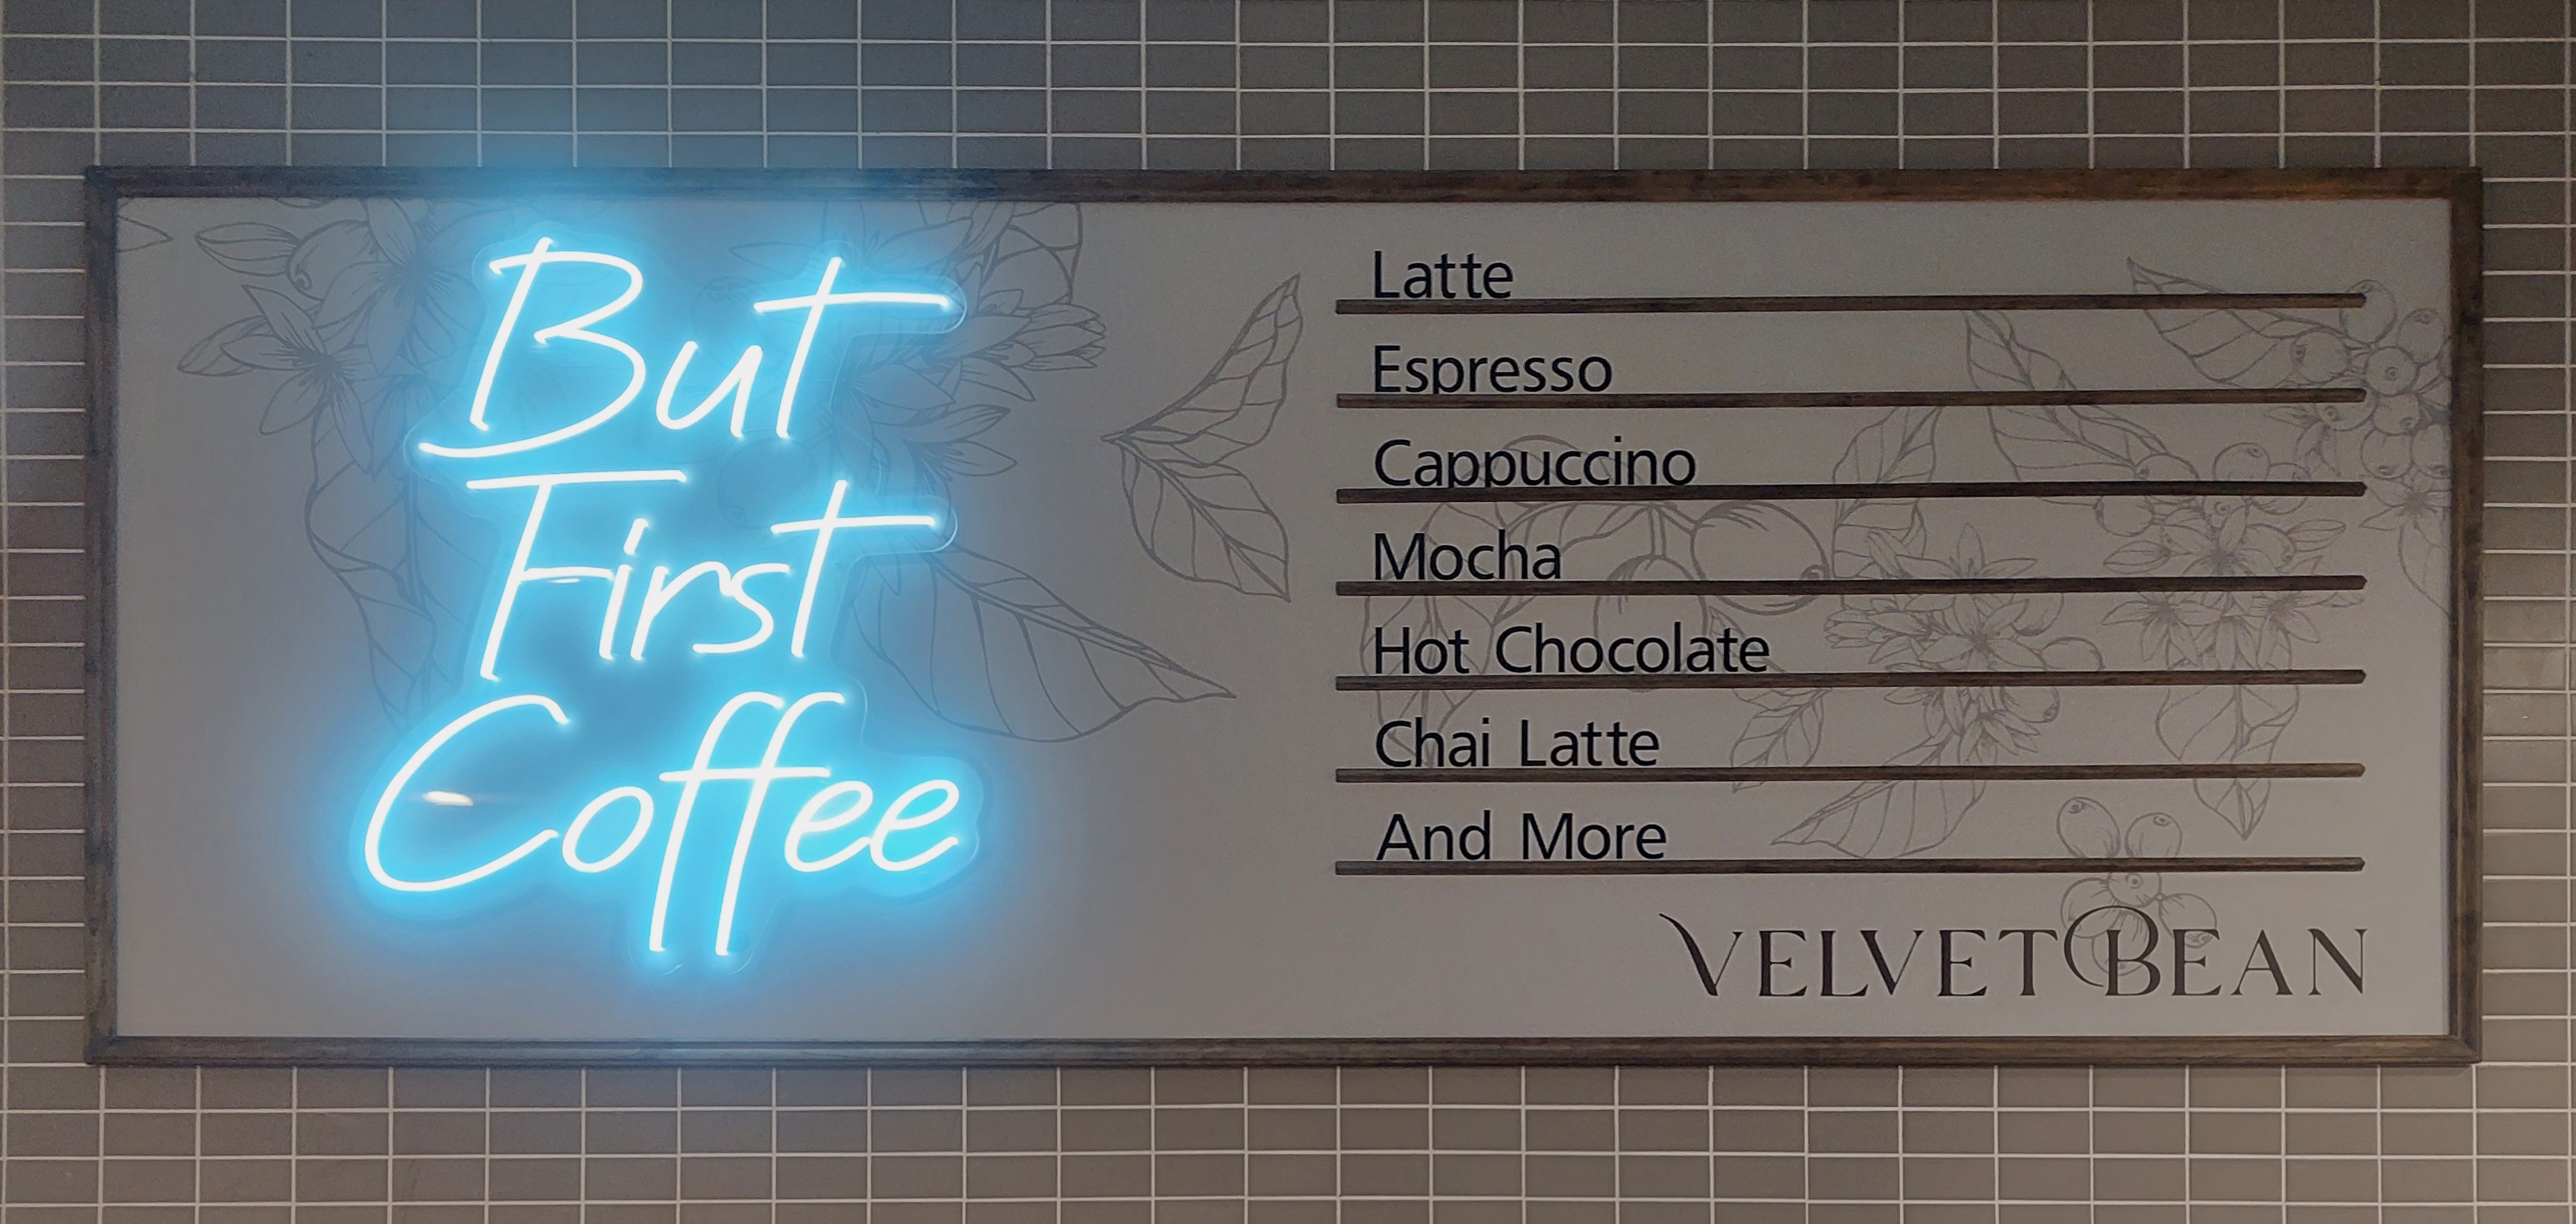 But
First
Coffee
Latte
Espresso
Cappuccino
Mocha
Hot Chocolate
Chai Latte
And More
VELVET BEAN